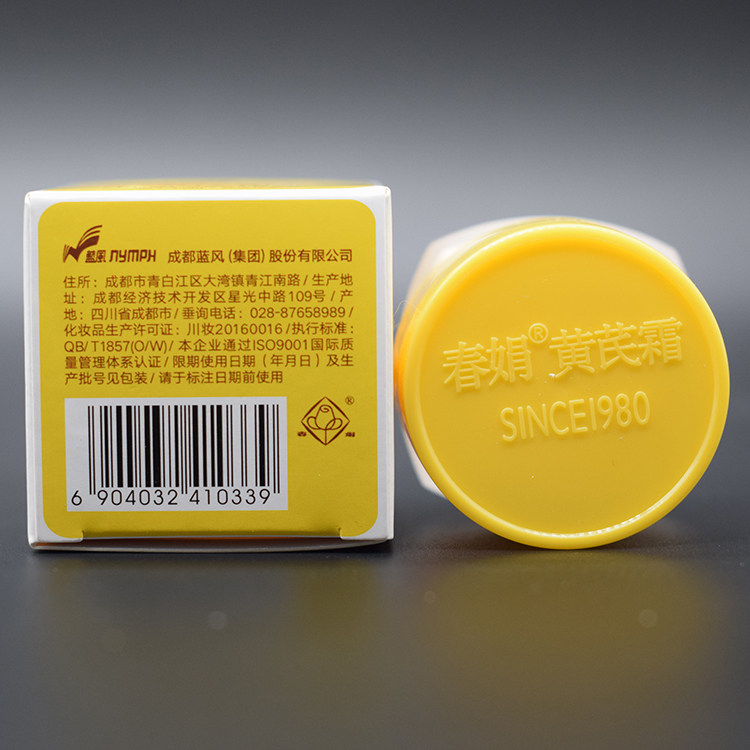 蓝风 NYMPH 成都蓝风(集团)股份有限公司
住所：成都市青白江区大湾镇青江南路/生产地
址：成都经济技术开发区星光中路109号/产
地：四川省成都市/垂询电话：028-87658989/
化妆品生产许可证：川妆20160016/执行标准：
QB/T1857(O/W)/本企业通过ISO9001国际质
量管理体系认证/限期使用日期(年月日)及生
产批号见包装/请于标注日期前使用
春 娟 ®
6 904032 410339
春娟® 黄芪霜
SINCE1980